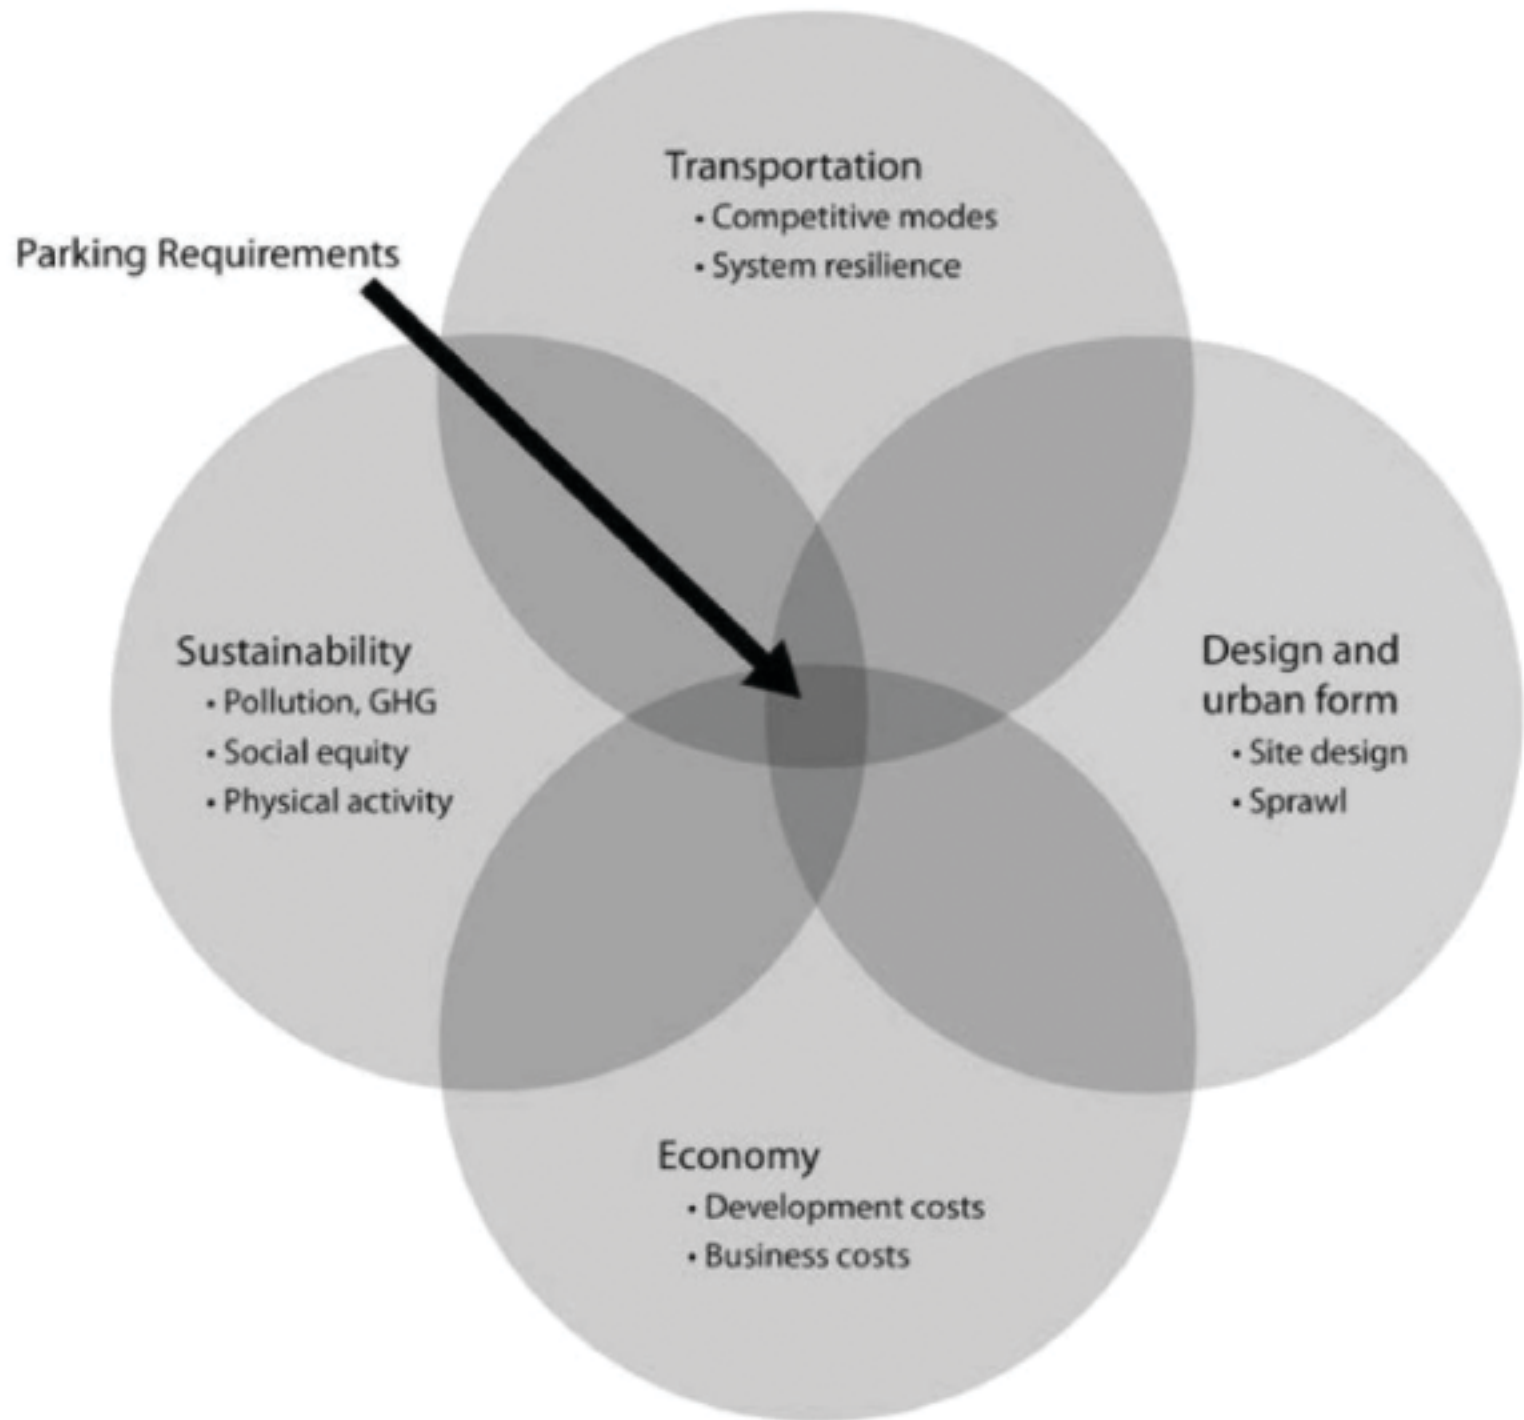 Transportation
• Competitive modes
• System resilience
Parking Requirements
Sustainability
• Pollution, GHG
• Social equity
• Physical activity
Design and
urban form
• Site design
• Sprawl
Economy
• Development costs
• Business costs